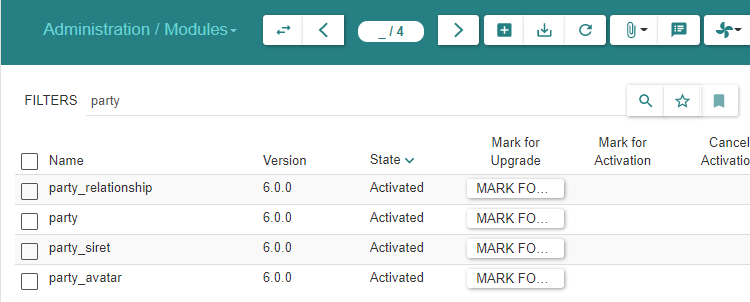 Administration / Modules
_ / 4
FILTERS party
Mark for Mark for Cancel
Name Version State Upgrade Activation Activatio
party_relationship 6.0.0 Activated MARK FO...
party 6.0.0 Activated MARK FO...
party_siret 6.0.0 Activated MARK FO...
party_avatar 6.0.0 Activated MARK FO...